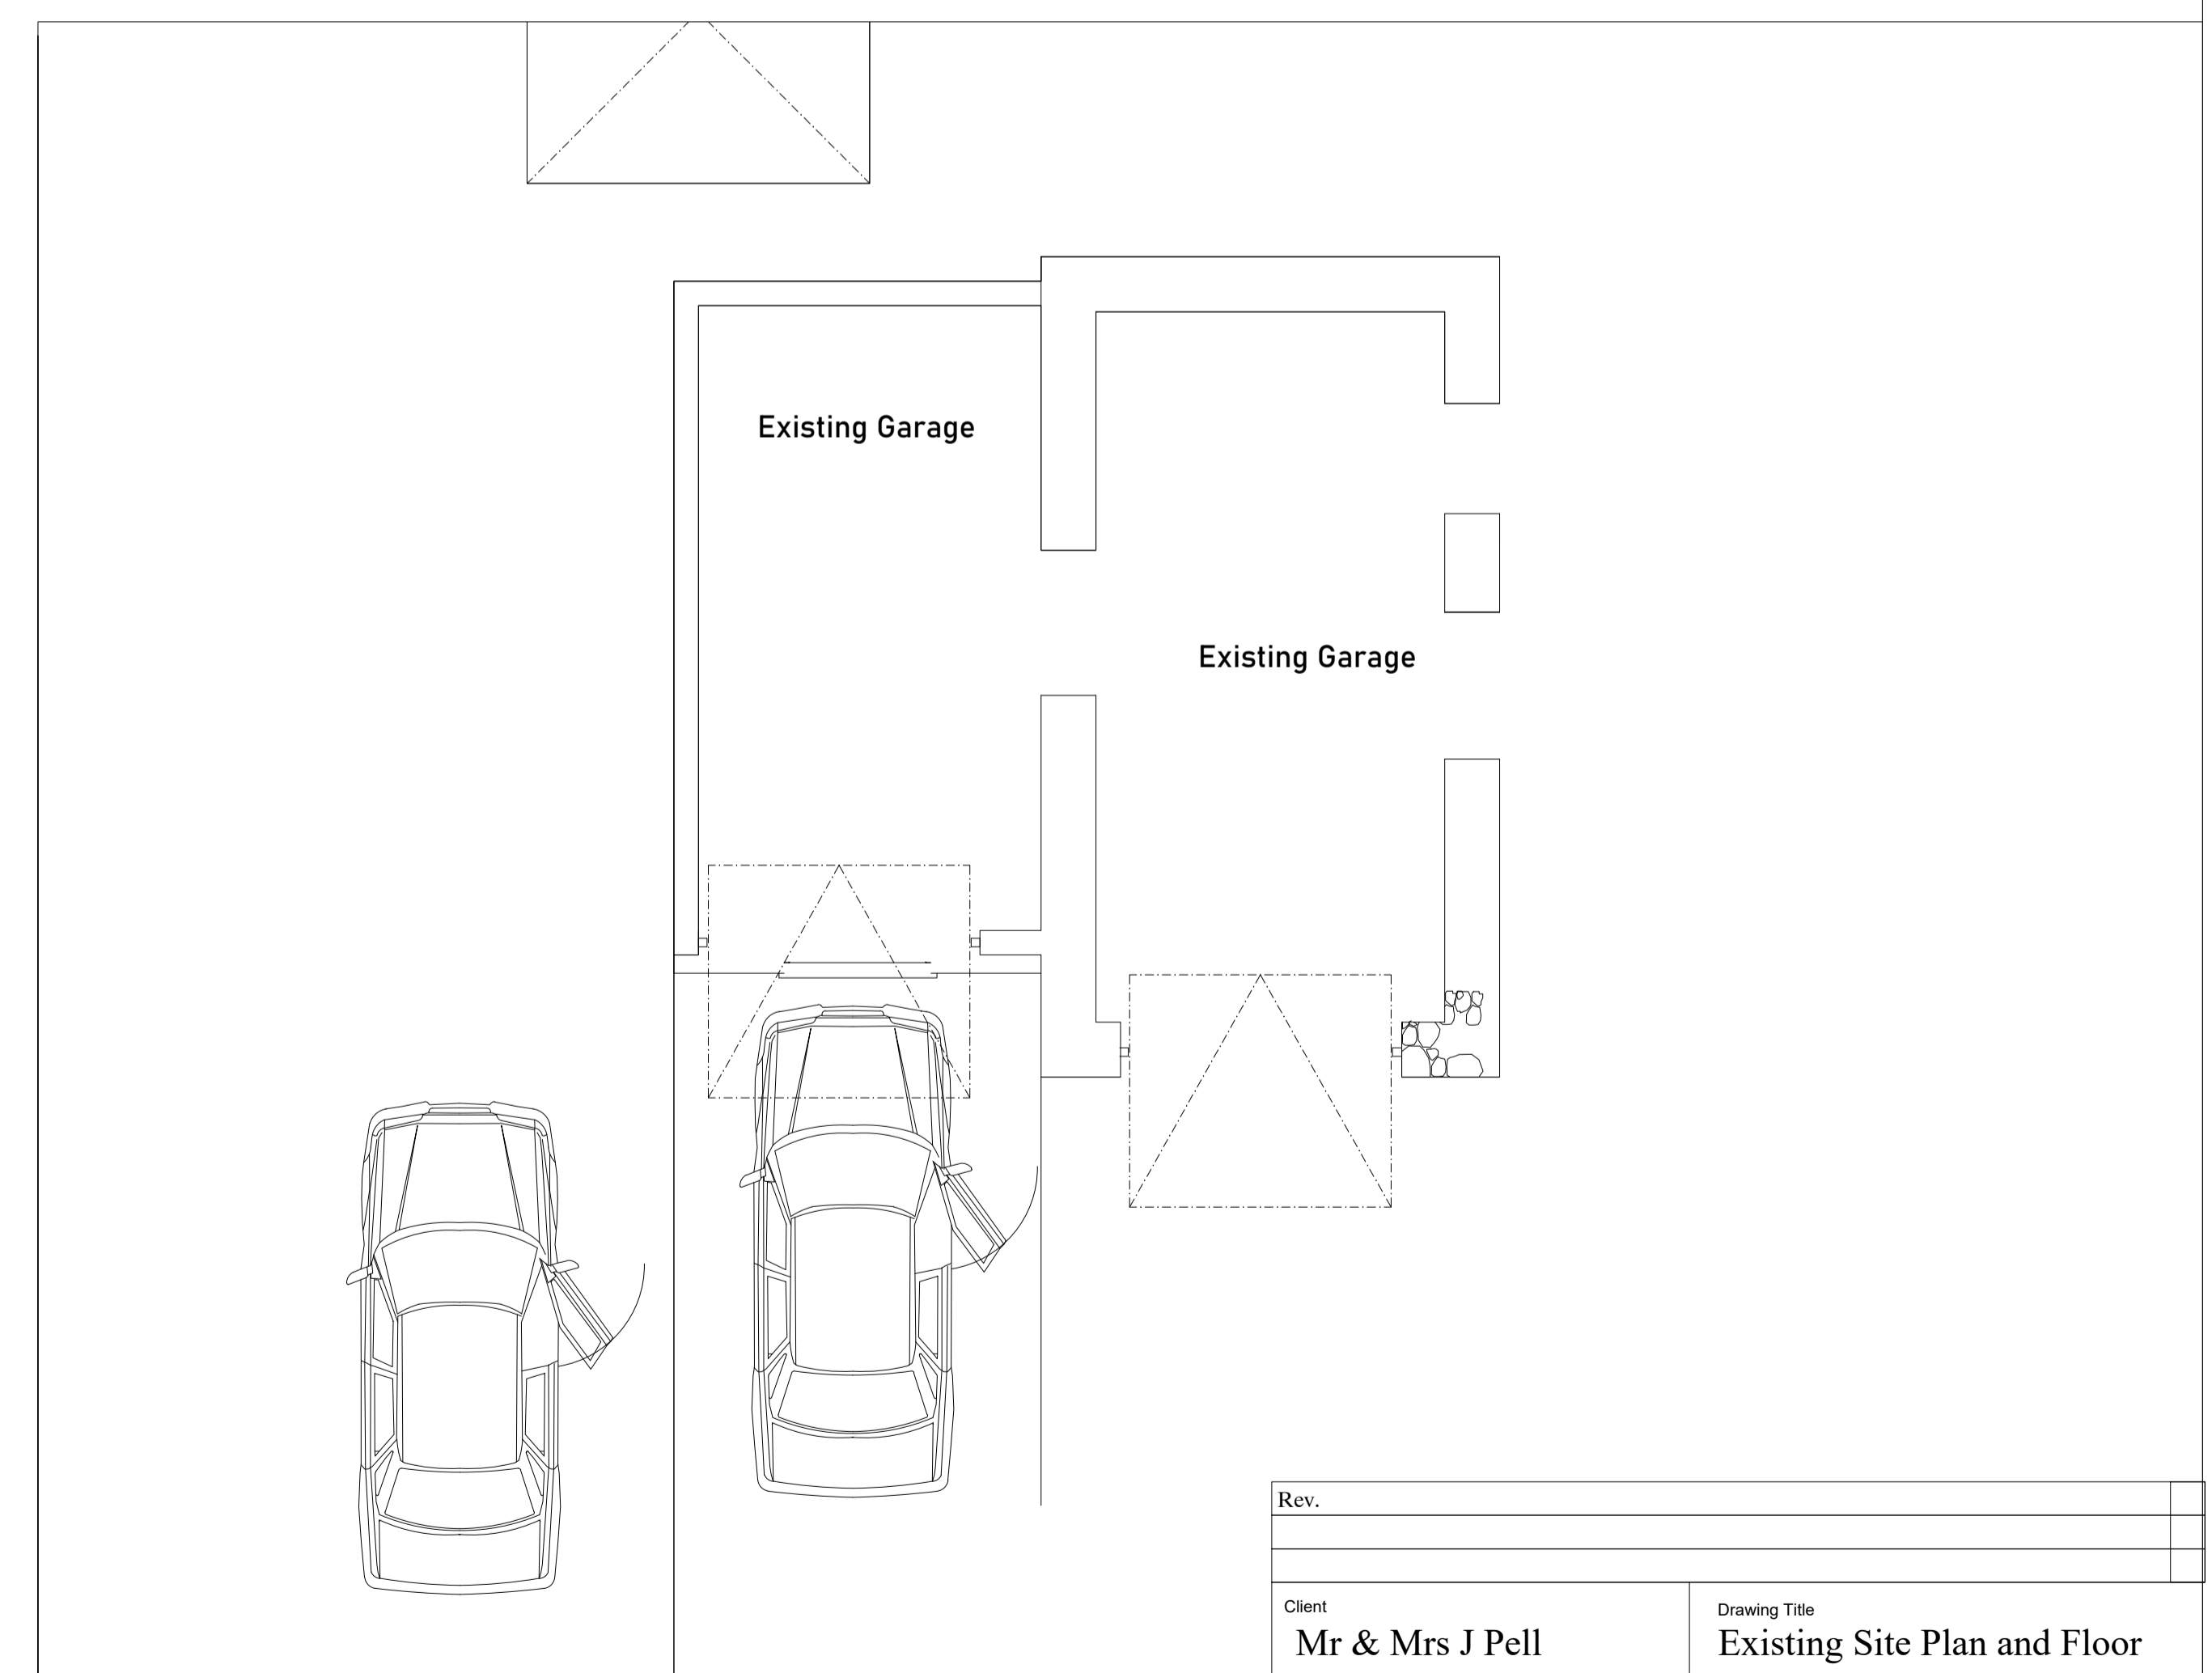 Existing Garage
Existing Garage
Rev.
Client
Mr & Mrs J Pell
Drawing Title
Existing Site Plan and Floor